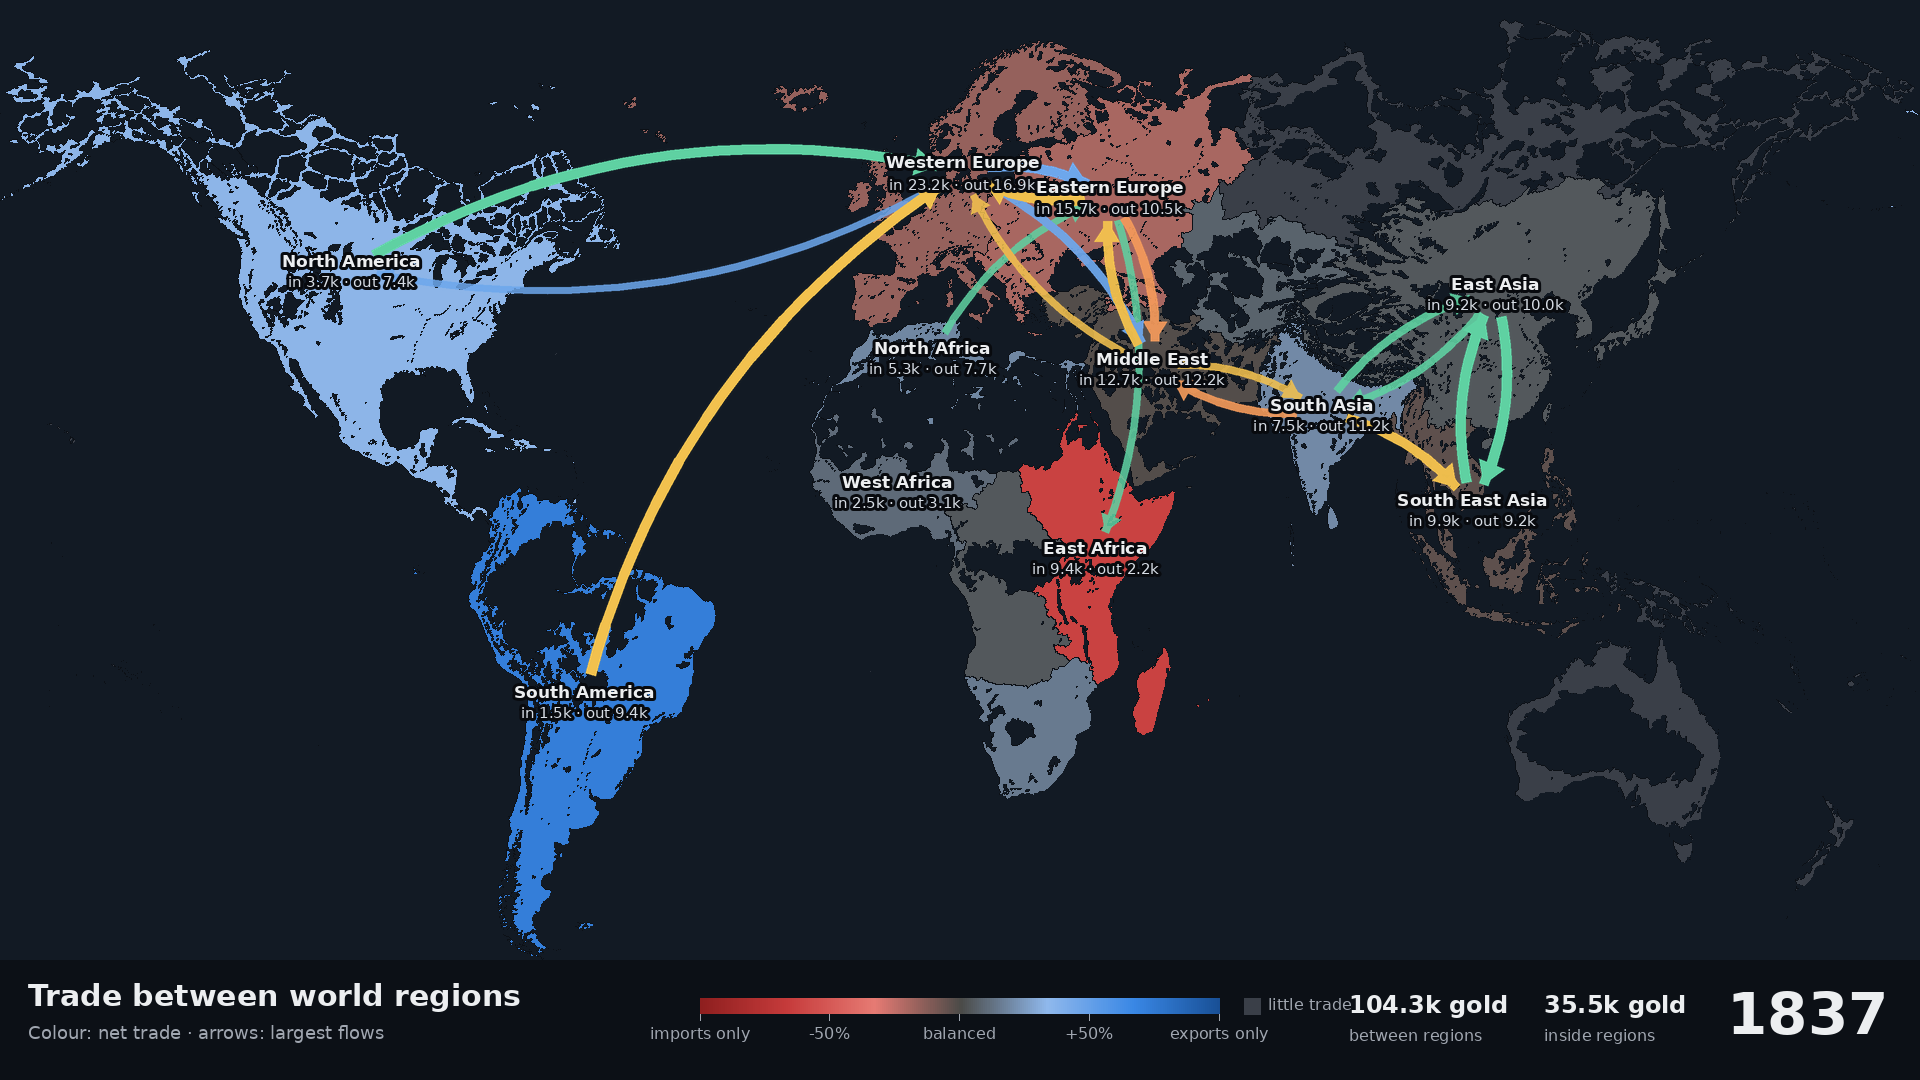 Western Europe
in 23.2k · out 16.9k
Eastern Europe
in 15.7k · out 10.5k
North America
in 3.7k · out 7.4k
East Asia
in 9.2k · out 10.0k
North Africa
in 5.3k · out 7.7k
Middle East
in 12.7k · out 12.2k
South Asia
in 7.5k · out 11.2k
West Africa
in 2.5k · out 3.1k
South East Asia
in 9.9k · out 9.2k
East Africa
in 9.4k · out 2.2k
South America
in 1.5k · out 9.4k
Trade between world regions
Colour: net trade · arrows: largest flows
imports only
-50%
balanced
+50%
exports only
little trade
104.3k gold
between regions
35.5k gold
inside regions
1837